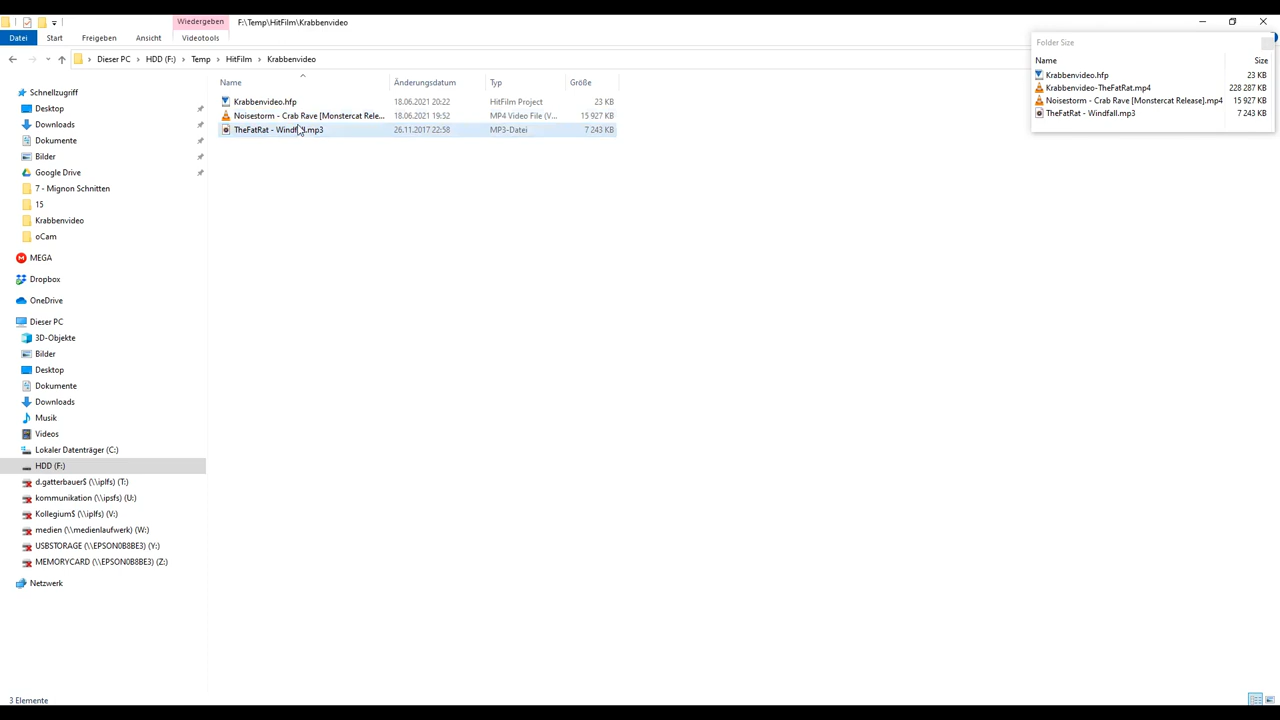 Wiedergeben F:\Temp\HitFilm\Krabbenvideo
Datei Start Freigeben Ansicht Videotools
Dieser PC HDD (F:) Temp HitFilm Krabbenvideo
Name Änderungsdatum Typ Größe
Krabbenvideo.hfp 18.06.2021 20:22 HitFilm Project 23 KB
Noisestorm - Crab Rave [Monstercat Rele... 18.06.2021 19:52 MP4 Video File (V... 15 927 KB
TheFatRat - Windfall.mp3 26.11.2017 22:58 MP3-Datei 7 243 KB
Folder Size
Name Size
Krabbenvideo.hfp 23 KB
Krabbenvideo-TheFatRat.mp4 228 287 KB
Noisestorm - Crab Rave [Monstercat Release].mp4 15 927 KB
TheFatRat - Windfall.mp3 7 243 KB
Schnellzugriff
Desktop
Downloads
Dokumente
Bilder
Google Drive
7 - Mignon Schnitten
15
Krabbenvideo
oCam
MEGA
Dropbox
OneDrive
Dieser PC
3D-Objekte
Bilder
Desktop
Dokumente
Downloads
Musik
Videos
Lokaler Datenträger (C:)
HDD (F:)
d.gatterbauer$ (\\iplfs) (T:)
kommunikation (\\ipsfs) (U:)
Kollegium$ (\\iplfs) (V:)
medien (\\medienlaufwerk) (W:)
USBSTORAGE (\\EPSON0B8BE3) (Y:)
MEMORYCARD (\\EPSON0B8BE3) (Z:)
Netzwerk
3 Elemente